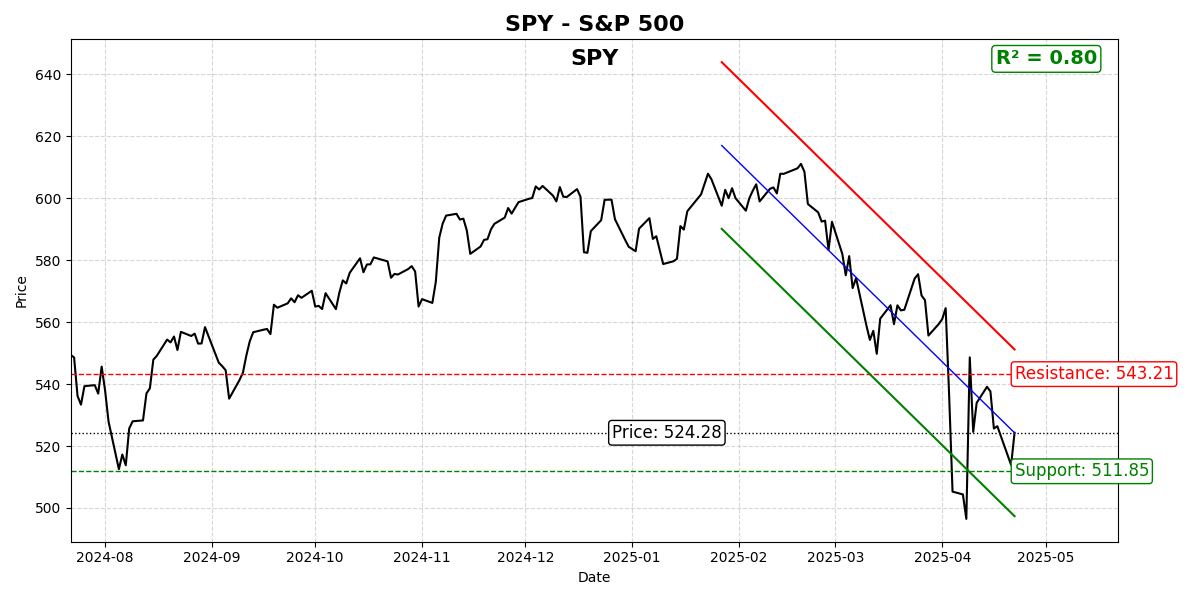 SPY - S&P 500
SPY
R² = 0.80
Price
640
620
600
580
560
540
520
500
Resistance: 543.21
Price: 524.28
Support: 511.85
2024-08 2024-09 2024-10 2024-11 2024-12 2025-01 2025-02 2025-03 2025-04 2025-05
Date